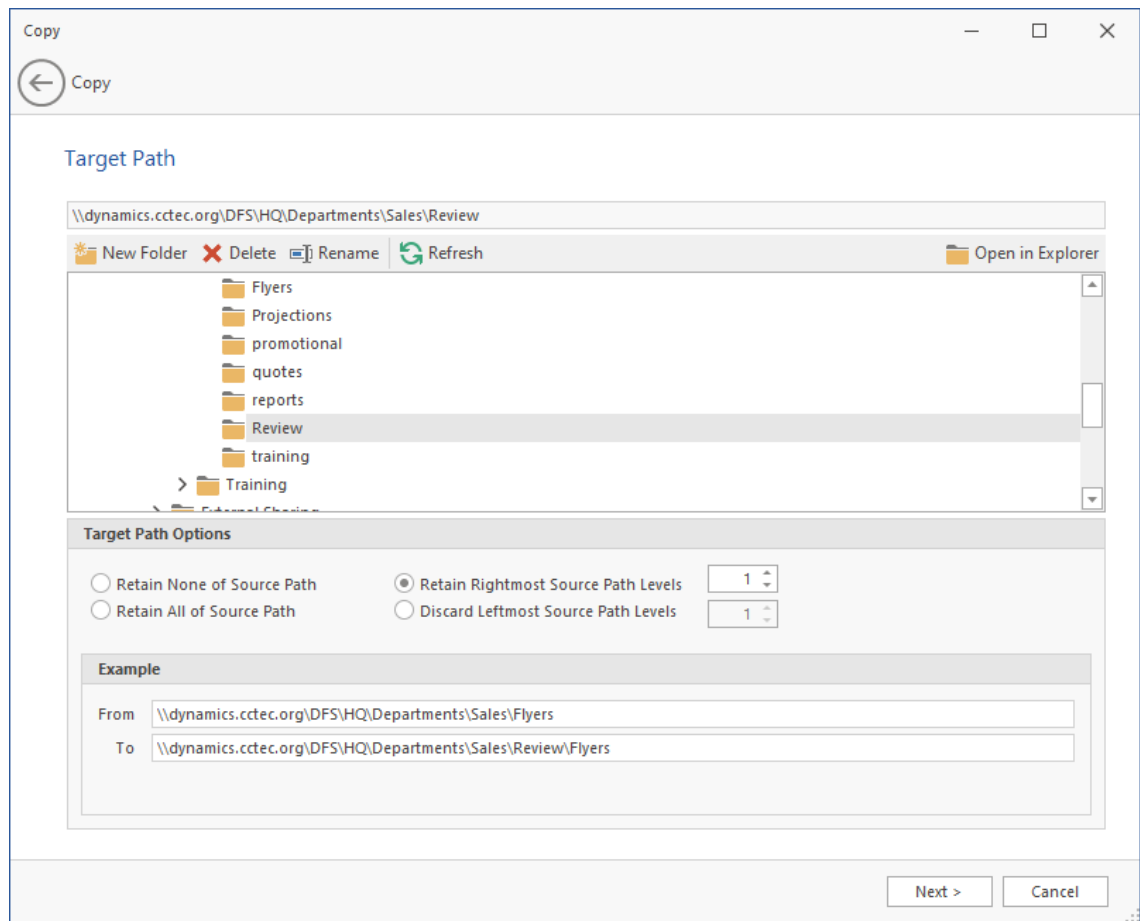 Copy
Copy
Target Path
\\dynamics.cctec.org\DFS\HQ\Departments\Sales\Review
New Folder Delete Rename Refresh Open in Explorer
Flyers
Projections
promotional
quotes
reports
Review
training
Training
External Sharing
Target Path Options
Retain None of Source Path Retain Rightmost Source Path Levels 1
Retain All of Source Path Discard Leftmost Source Path Levels 1
Example
From \\dynamics.cctec.org\DFS\HQ\Departments\Sales\Flyers
To \\dynamics.cctec.org\DFS\HQ\Departments\Sales\Review\Flyers
Next > Cancel